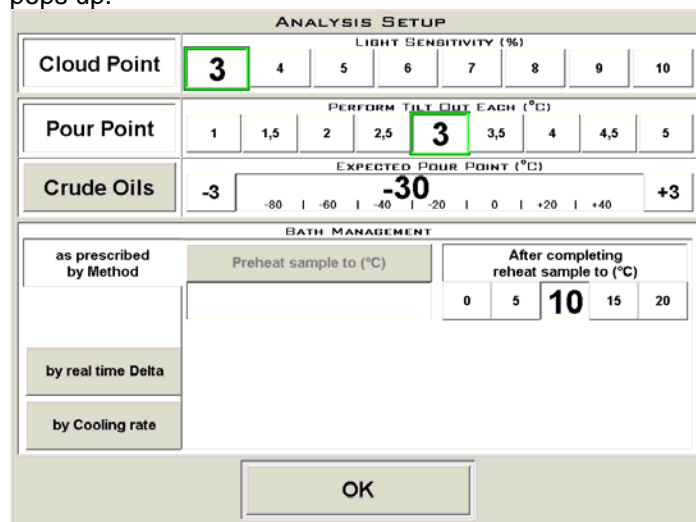 pops up.
ANALYSIS SETUP
LIGHT SENSITIVITY (%)
Cloud Point 3 4 5 6 7 8 9 10
PERFORM TILT OUT EACH (°C)
Pour Point 1 1,5 2 2,5 3 3,5 4 4,5 5
EXPECTED POUR POINT (°C)
Crude Oils -3 -30 +3
-80 | -60 | -40 | -20 | 0 | +20 | +40
BATH MANAGEMENT
as prescribed
by Method
Preheat sample to (°C)
After completing
reheat sample to (°C)
0 5 10 15 20
by real time Delta
by Cooling rate
OK